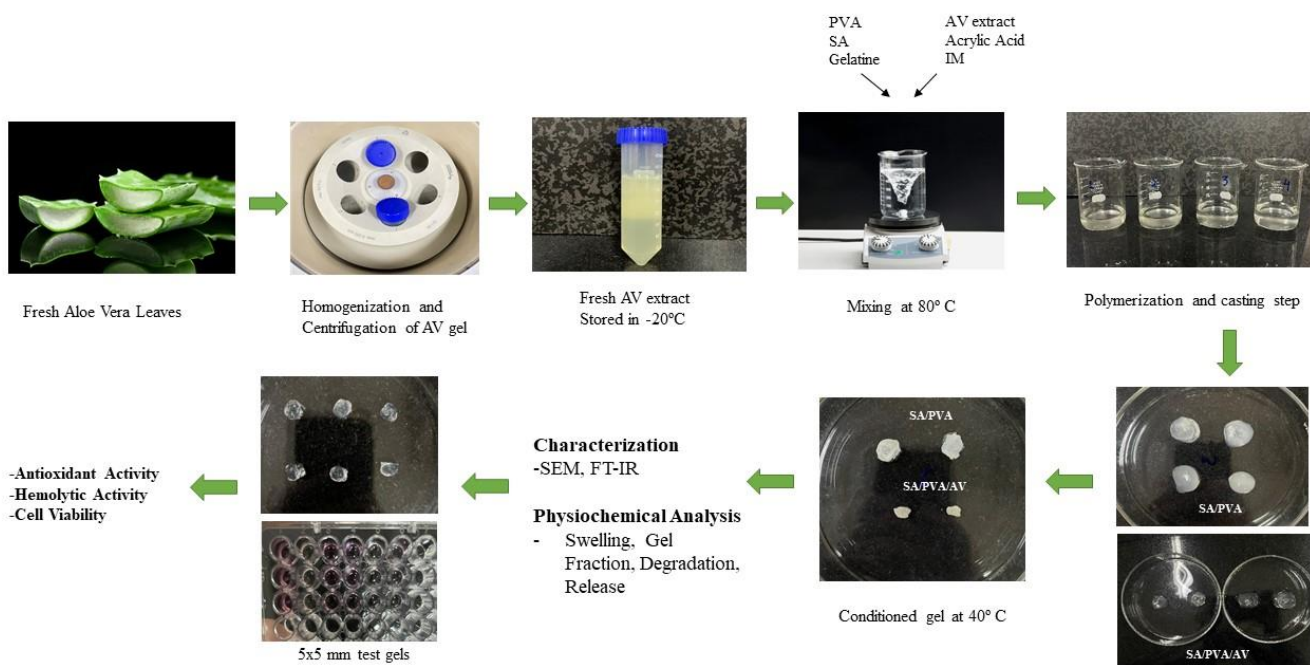 PVA
SA
Gelatine
AV extract
Acrylic Acid
IM
Fresh Aloe Vera Leaves
Homogenization and
Centrifugation of AV gel
Fresh AV extract
Stored in -20°C
Mixing at 80° C
Polymerization and casting step
SA/PVA
SA/PVA/AV
SA/PVA
SA/PVA/AV
Conditioned gel at 40° C
Characterization
-SEM, FT-IR
Physiochemical Analysis
- Swelling, Gel
Fraction, Degradation,
Release
5x5 mm test gels
-Antioxidant Activity
-Hemolytic Activity
-Cell Viability